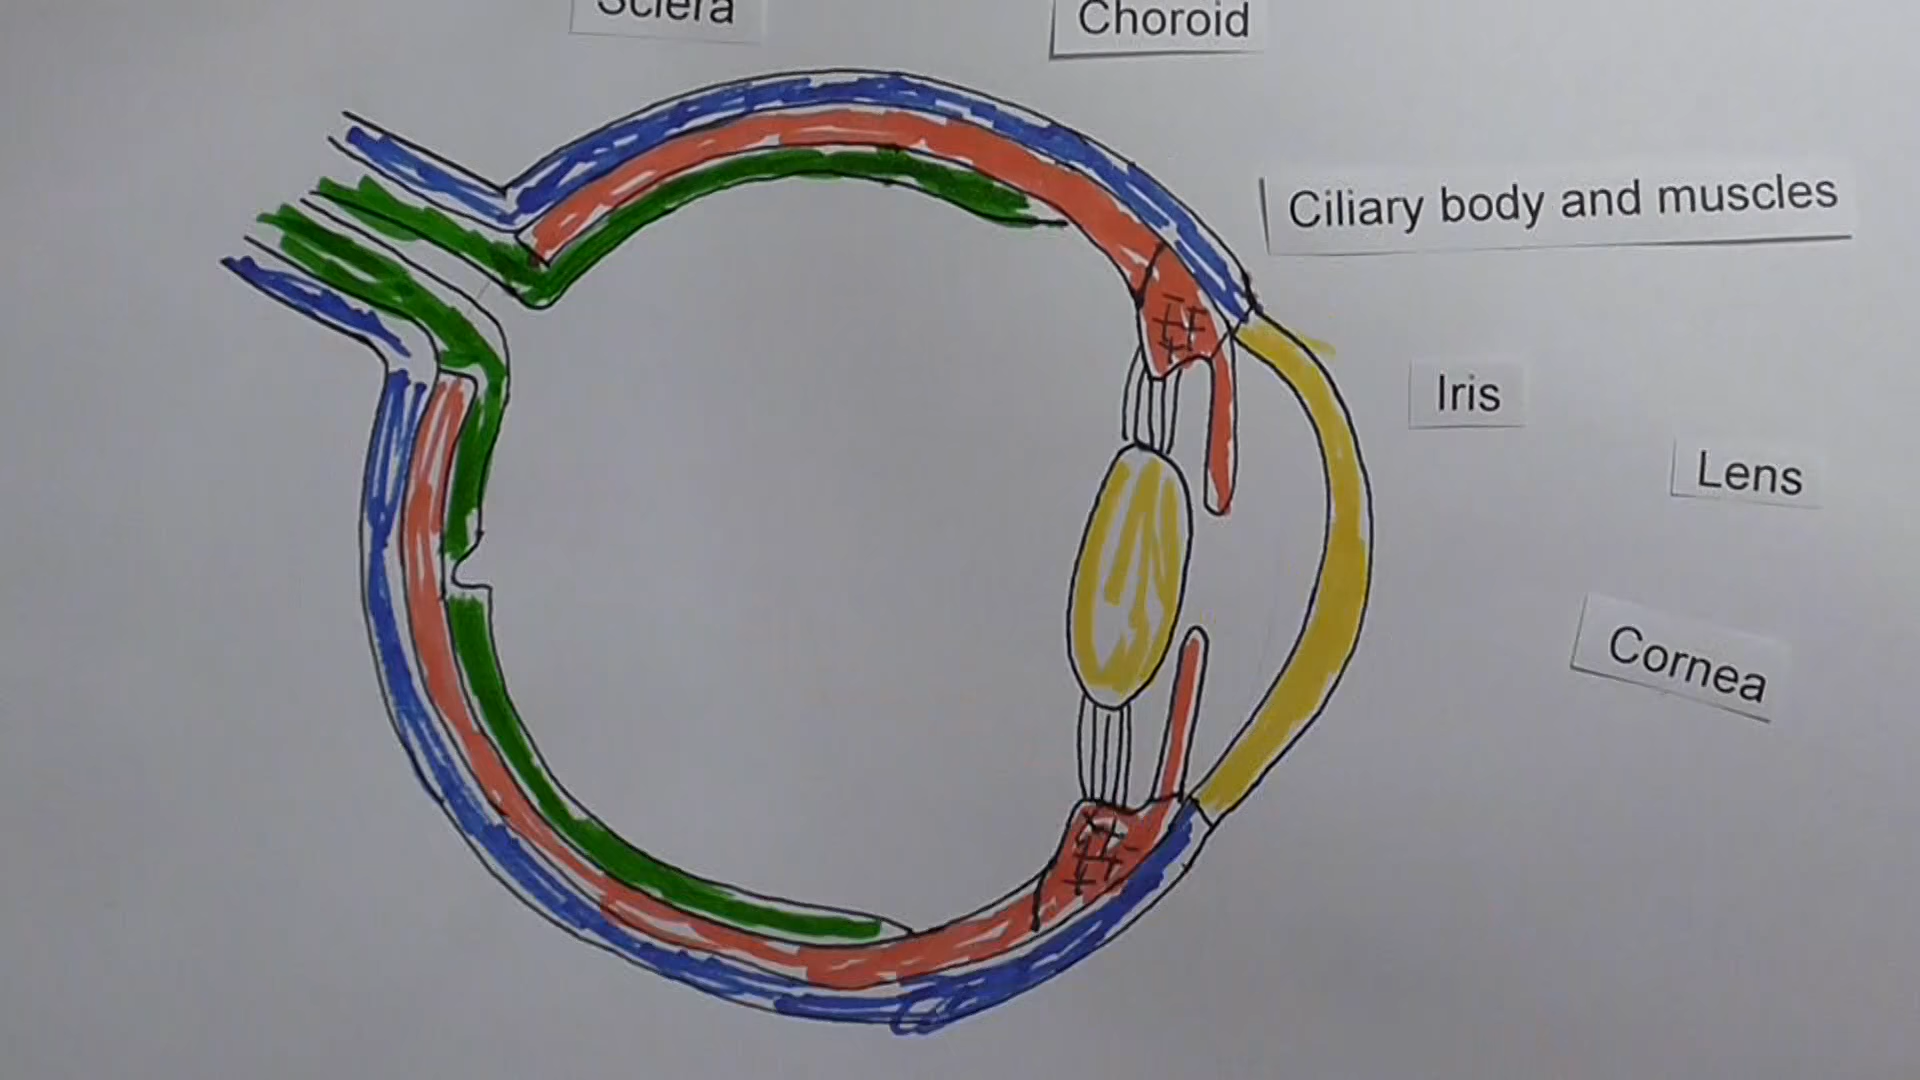 Sclera
Choroid
Ciliary body and muscles
Iris
Lens
Cornea